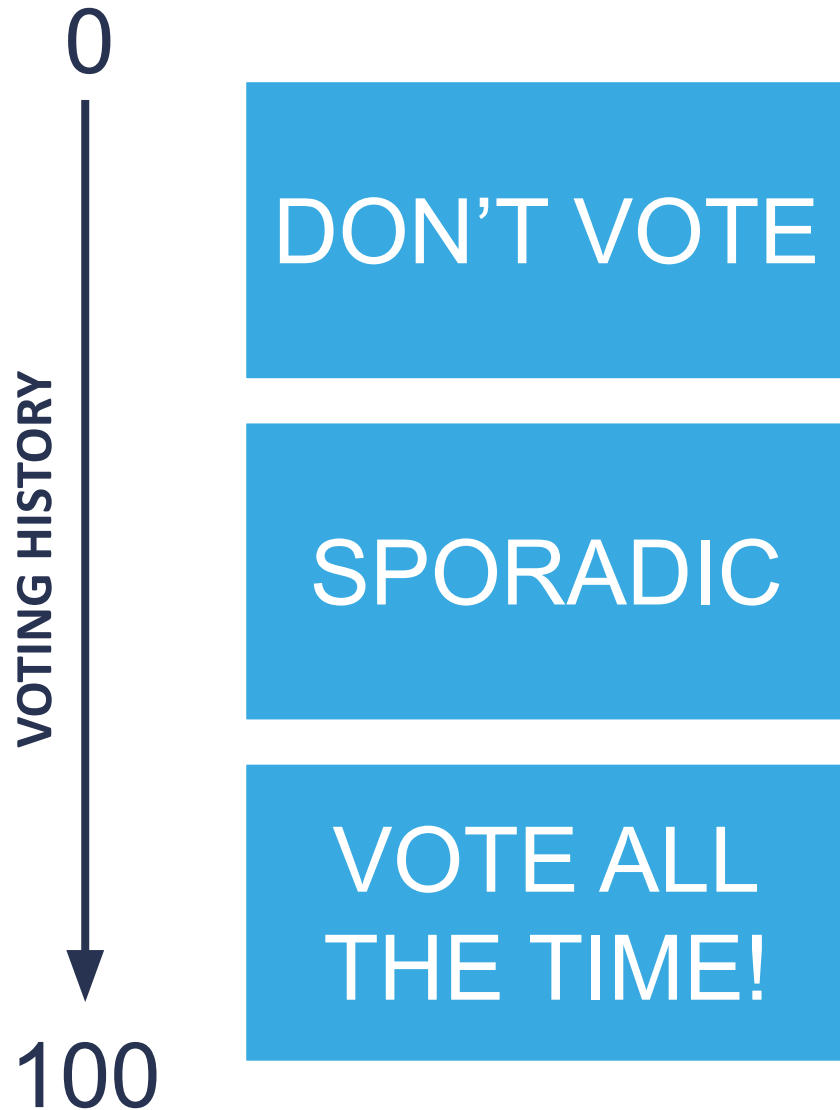 0
VOTING HISTORY
100
DON’T VOTE
SPORADIC
VOTE ALL
THE TIME!